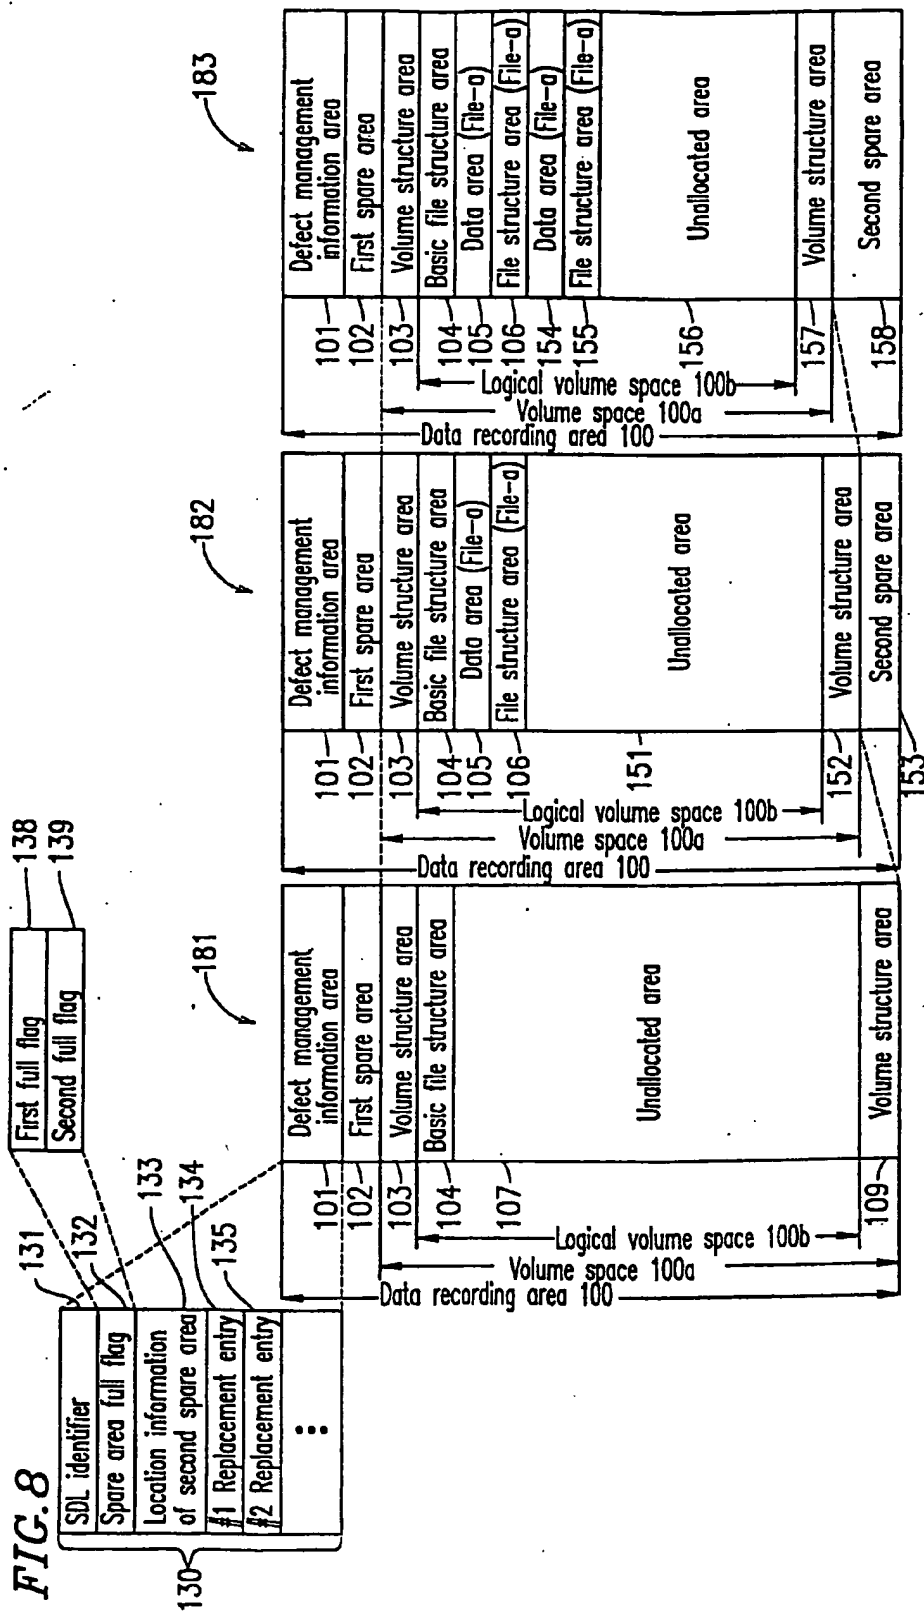 FIG.8
130
SDL identifier
Spare area full flag
Location information
of second spare area
#1 Replacement entry
#2 Replacement entry
131
132
133
134
135
First full flag
Second full flag
138
139
181
Defect management
information area
First spare area
Volume structure area
Basic file structure area
Unallocated area
Volume structure area
101
102
103
104
107
109
Logical volume space 100b
Volume space 100a
Data recording area 100
182
Defect management
information area
First spare area
Volume structure area
Basic file structure area
Data area (File-a)
File structure area (File-a)
Unallocated area
Volume structure area
Second spare area
101
102
103
104
105
106
151
152
153
Logical volume space 100b
Volume space 100a
Data recording area 100
183
Defect management
information area
First spare area
Volume structure area
Basic file structure area
Data area (File-a)
File structure area (File-a)
Data area (File-a)
File structure area (File-a)
Unallocated area
Volume structure area
Second spare area
101
102
103
104
105
106
154
155
156
157
158
Logical volume space 100b
Volume space 100a
Data recording area 100